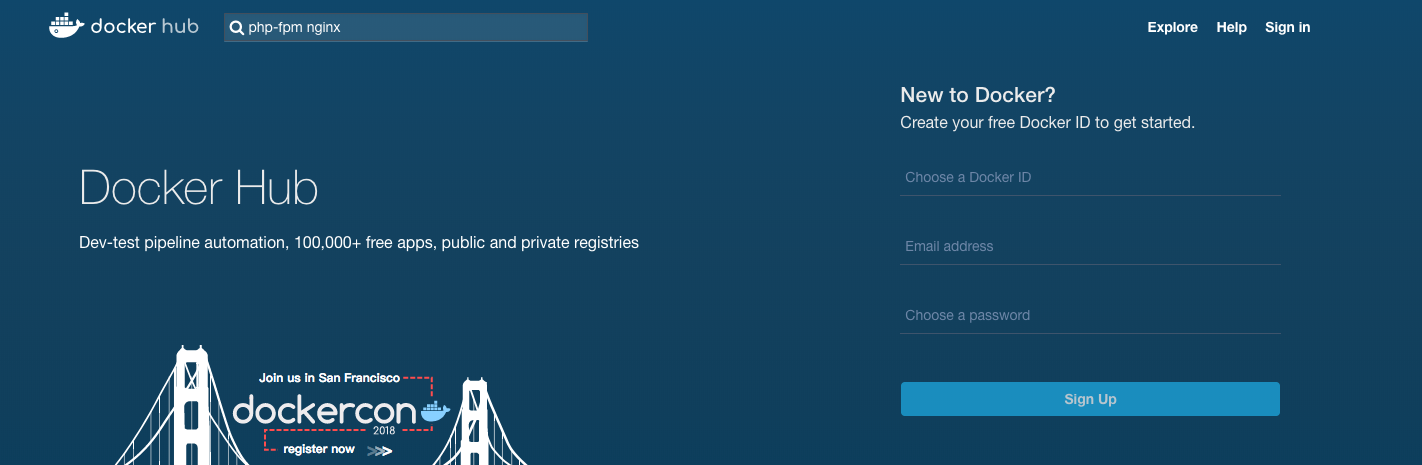 docker hub
php-fpm nginx
Explore Help Sign in
New to Docker?
Create your free Docker ID to get started.
Choose a Docker ID
Docker Hub
Email address
Dev-test pipeline automation, 100,000+ free apps, public and private registries
Choose a password
Join us in San Francisco
dockercon
2018
register now >>>
Sign Up